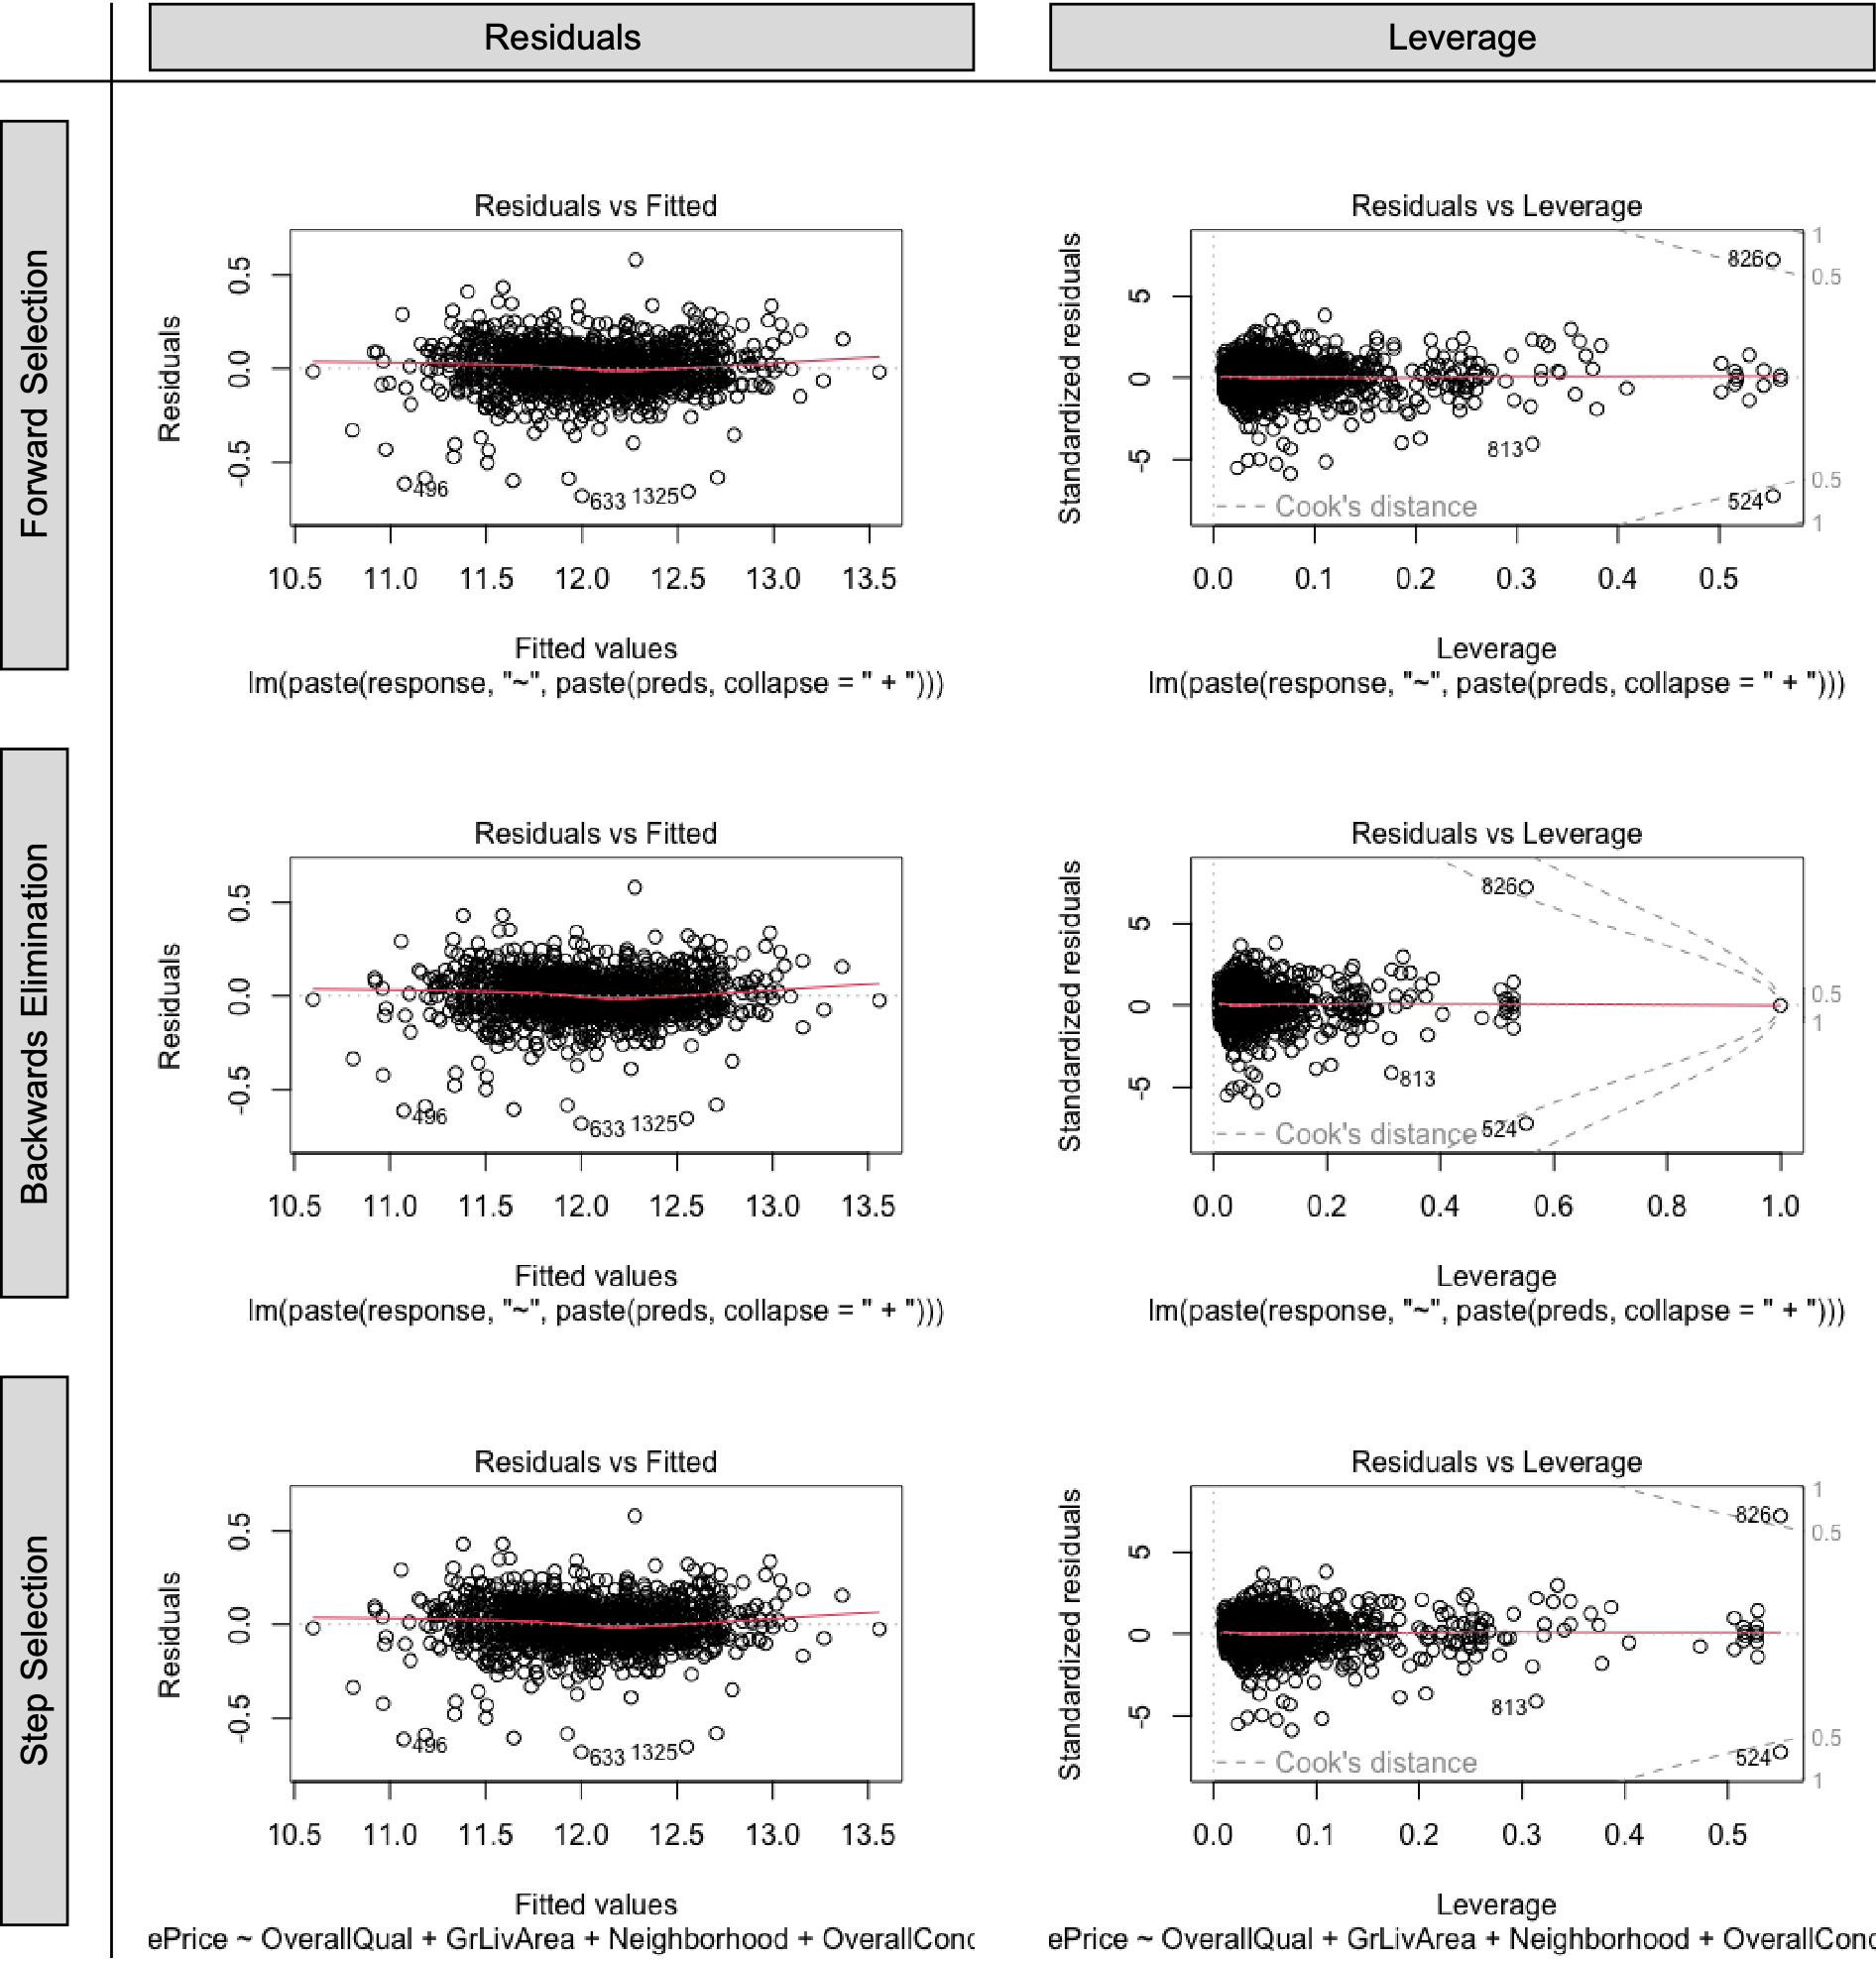 Residuals
Leverage
Forward Selection
Residuals vs Fitted
Residuals
0.5
0.0
-0.5
496
633
1325
10.5 11.0 11.5 12.0 12.5 13.0 13.5
Fitted values
lm(paste(response, "~", paste(preds, collapse = " + ")))
Residuals vs Leverage
Standardized residuals
5
0
-5
826
813
524
1
0.5
0.5
1
Cook's distance
0.0 0.1 0.2 0.3 0.4 0.5
Leverage
lm(paste(response, "~", paste(preds, collapse = " + ")))
Backwards Elimination
Residuals vs Fitted
Residuals
0.5
0.0
-0.5
496
633
1325
10.5 11.0 11.5 12.0 12.5 13.0 13.5
Fitted values
lm(paste(response, "~", paste(preds, collapse = " + ")))
Residuals vs Leverage
Standardized residuals
5
0
-5
826
813
524
0.5
1
Cook's distance
0.0 0.2 0.4 0.6 0.8 1.0
Leverage
lm(paste(response, "~", paste(preds, collapse = " + ")))
Step Selection
Residuals vs Fitted
Residuals
0.5
0.0
-0.5
496
633
1325
10.5 11.0 11.5 12.0 12.5 13.0 13.5
Fitted values
ePrice ~ OverallQual + GrLivArea + Neighborhood + OverallConc
Residuals vs Leverage
Standardized residuals
5
0
-5
826
813
524
1
0.5
0.5
1
Cook's distance
0.0 0.1 0.2 0.3 0.4 0.5
Leverage
ePrice ~ OverallQual + GrLivArea + Neighborhood + OverallConc